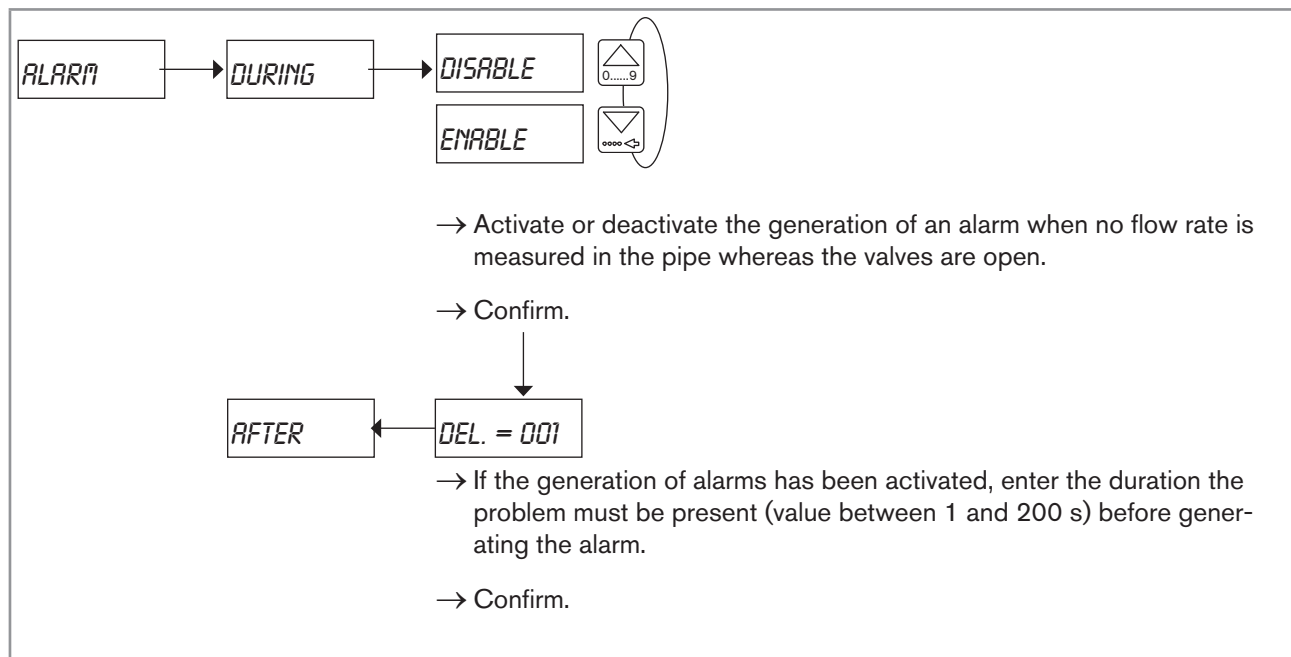 ALARM
DURING
DISABLE
0......9
ENABLE
→ Activate or deactivate the generation of an alarm when no flow rate is
measured in the pipe whereas the valves are open.
→ Confirm.
AFTER
DEL. = 001
→ If the generation of alarms has been activated, enter the duration the
problem must be present (value between 1 and 200 s) before gener-
ating the alarm.
→ Confirm.